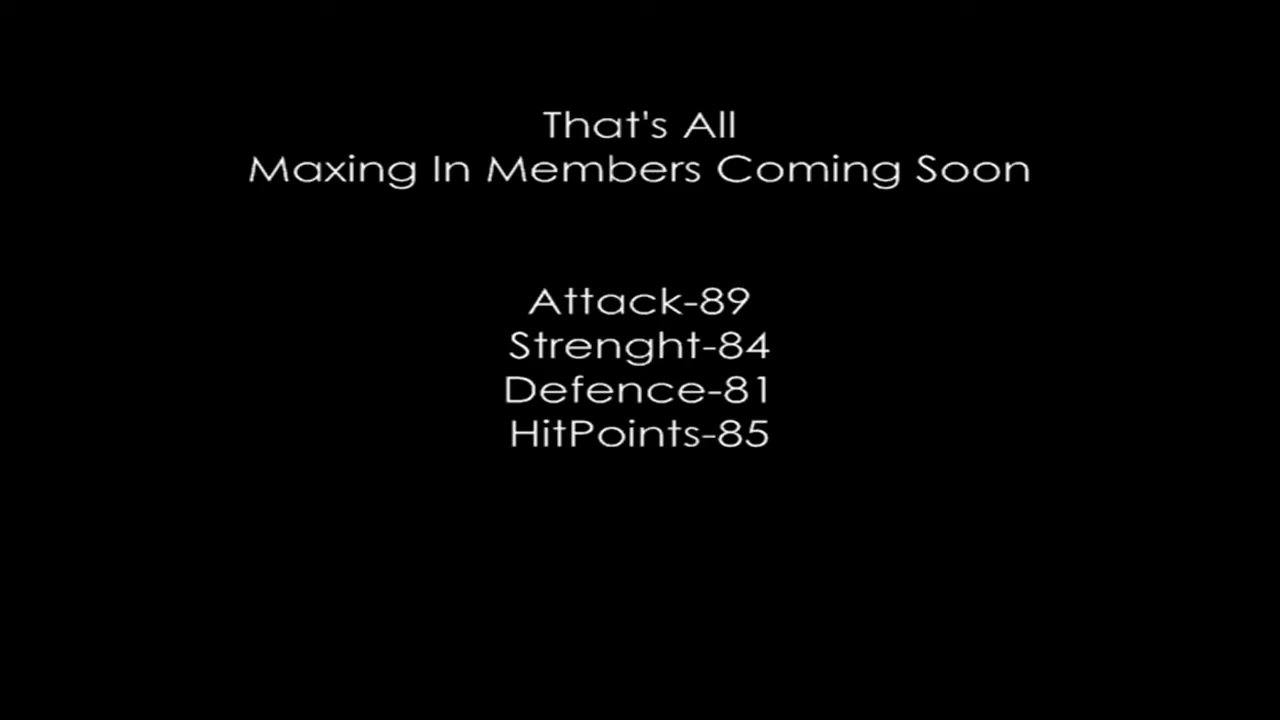 That's All
Maxing In Members Coming Soon
Attack-89
Strenght-84
Defence-81
HitPoints-85